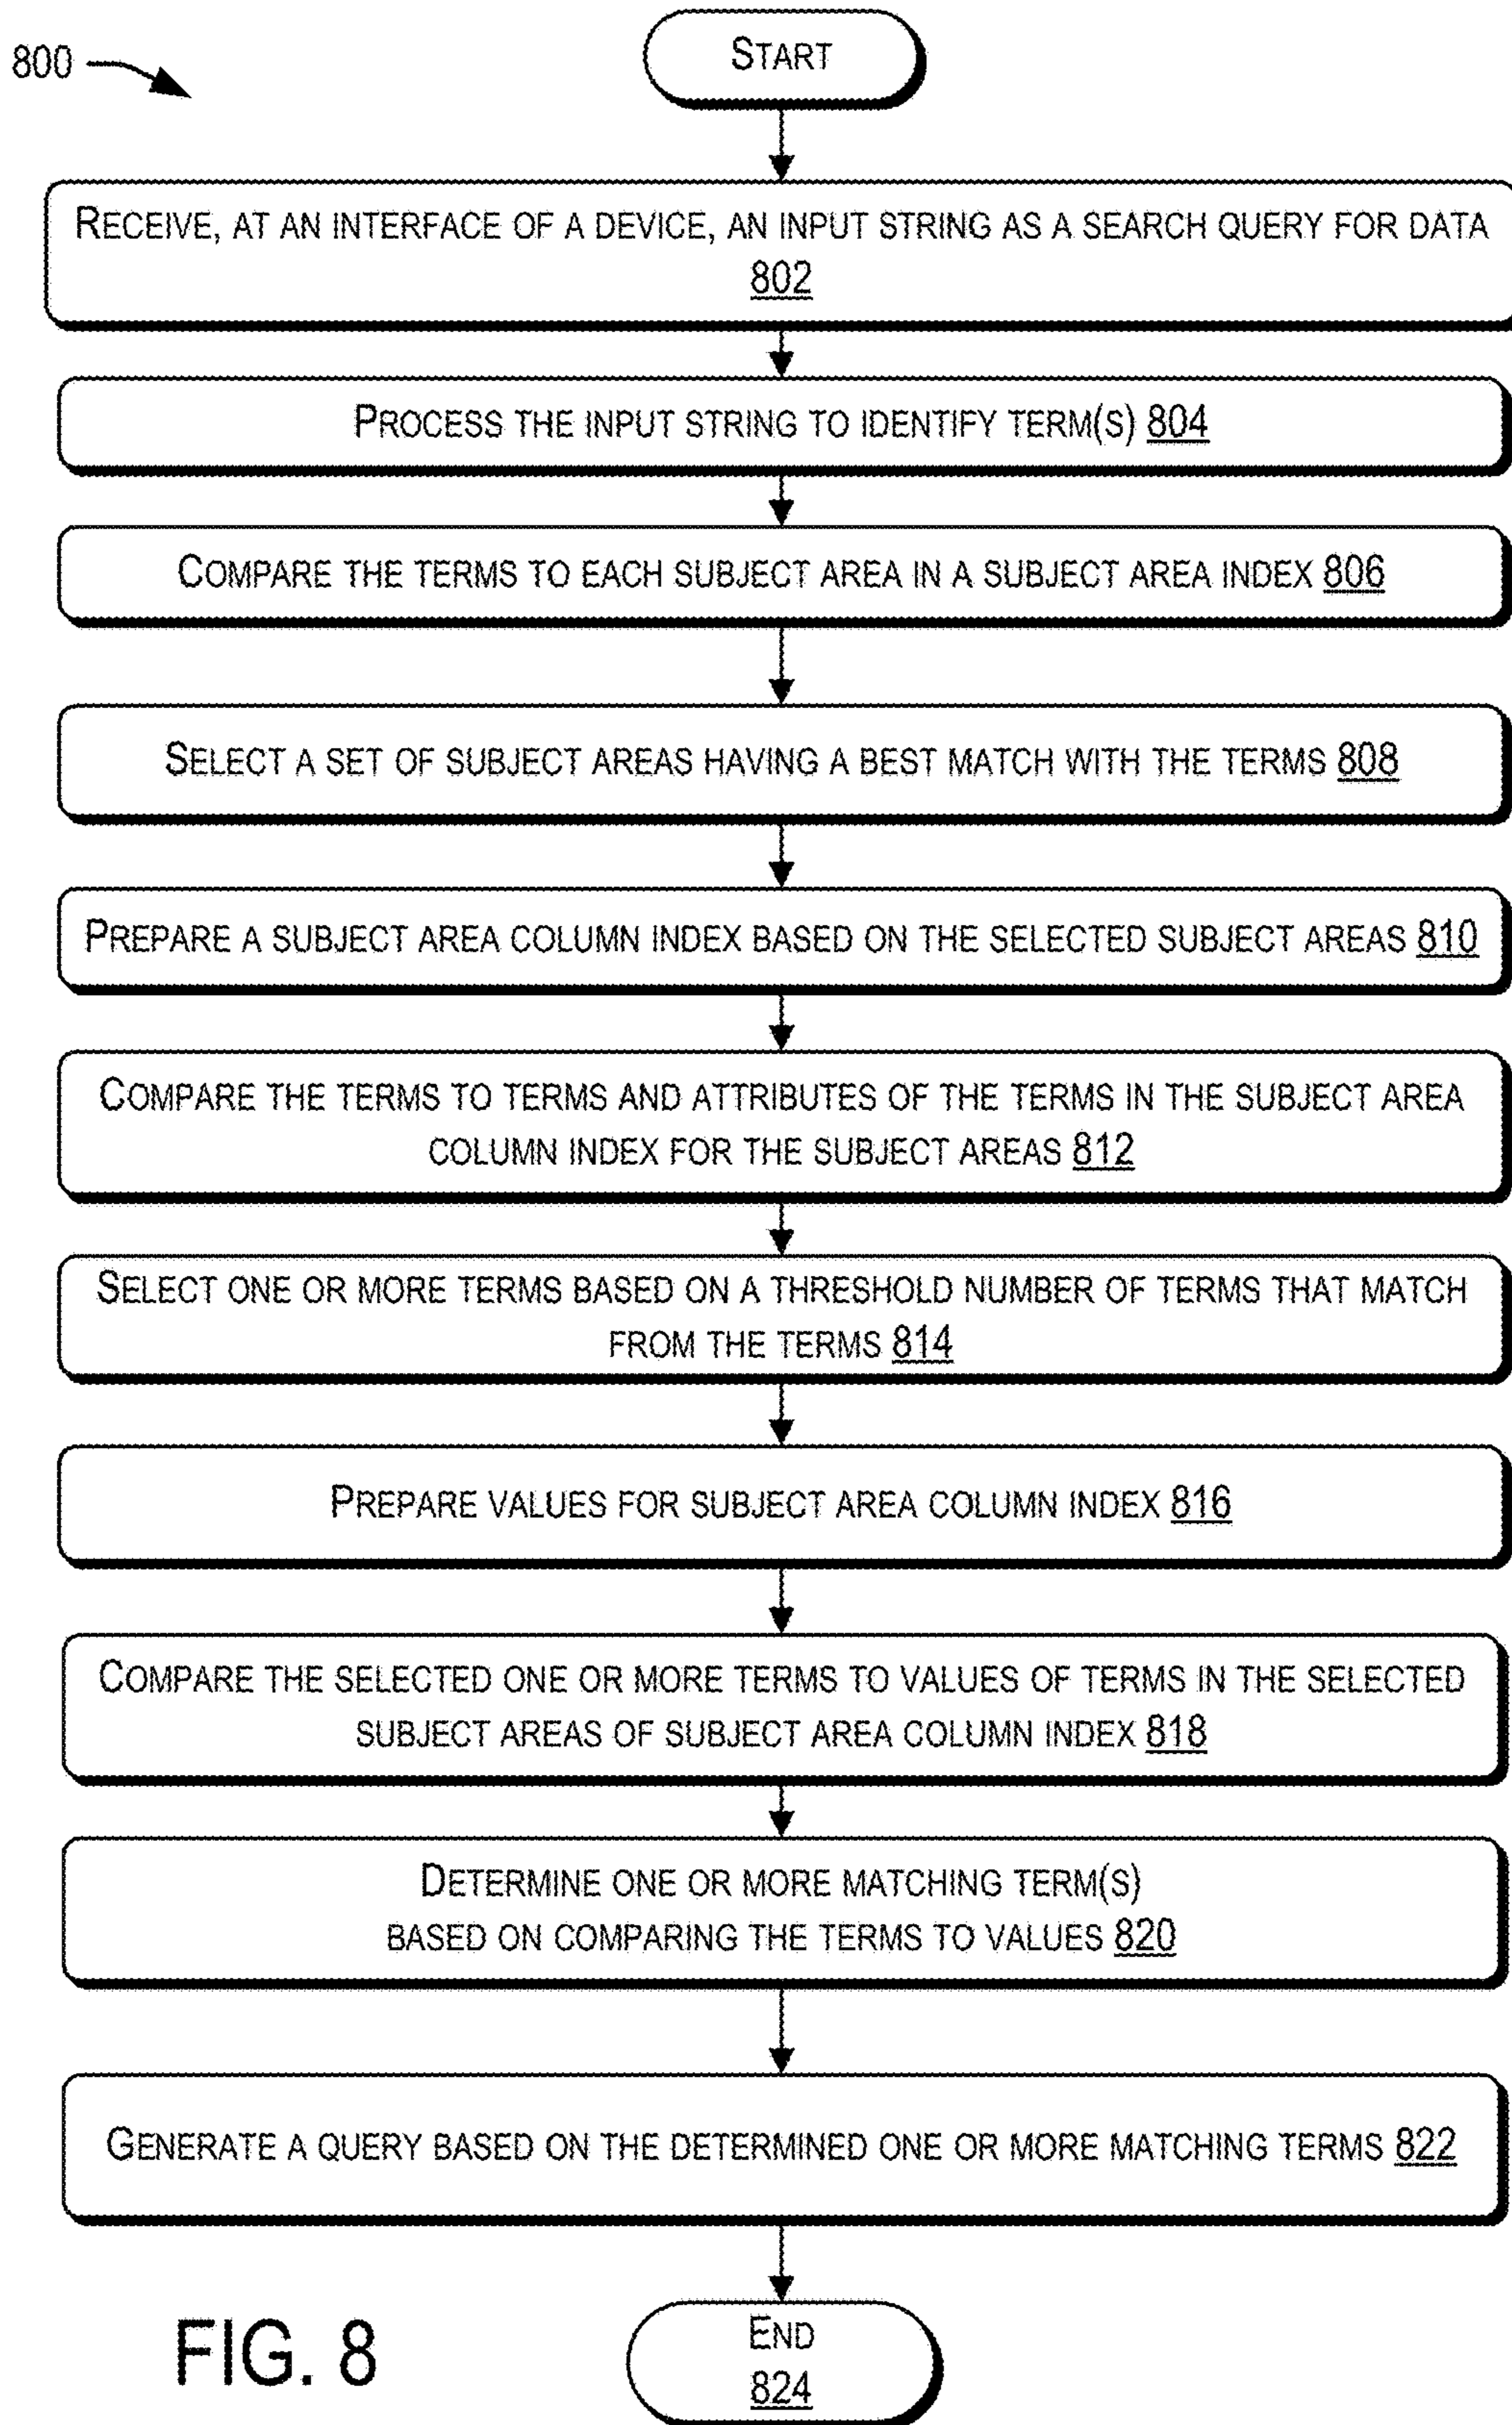 800
START
RECEIVE, AT AN INTERFACE OF A DEVICE, AN INPUT STRING AS A SEARCH QUERY FOR DATA
802
PROCESS THE INPUT STRING TO IDENTIFY TERM(S) 804
COMPARE THE TERMS TO EACH SUBJECT AREA IN A SUBJECT AREA INDEX 806
SELECT A SET OF SUBJECT AREAS HAVING A BEST MATCH WITH THE TERMS 808
PREPARE A SUBJECT AREA COLUMN INDEX BASED ON THE SELECTED SUBJECT AREAS 810
COMPARE THE TERMS TO TERMS AND ATTRIBUTES OF THE TERMS IN THE SUBJECT AREA
COLUMN INDEX FOR THE SUBJECT AREAS 812
SELECT ONE OR MORE TERMS BASED ON A THRESHOLD NUMBER OF TERMS THAT MATCH
FROM THE TERMS 814
PREPARE VALUES FOR SUBJECT AREA COLUMN INDEX 816
COMPARE THE SELECTED ONE OR MORE TERMS TO VALUES OF TERMS IN THE SELECTED
SUBJECT AREAS OF SUBJECT AREA COLUMN INDEX 818
DETERMINE ONE OR MORE MATCHING TERM(S)
BASED ON COMPARING THE TERMS TO VALUES 820
GENERATE A QUERY BASED ON THE DETERMINED ONE OR MORE MATCHING TERMS 822
END
824
FIG. 8